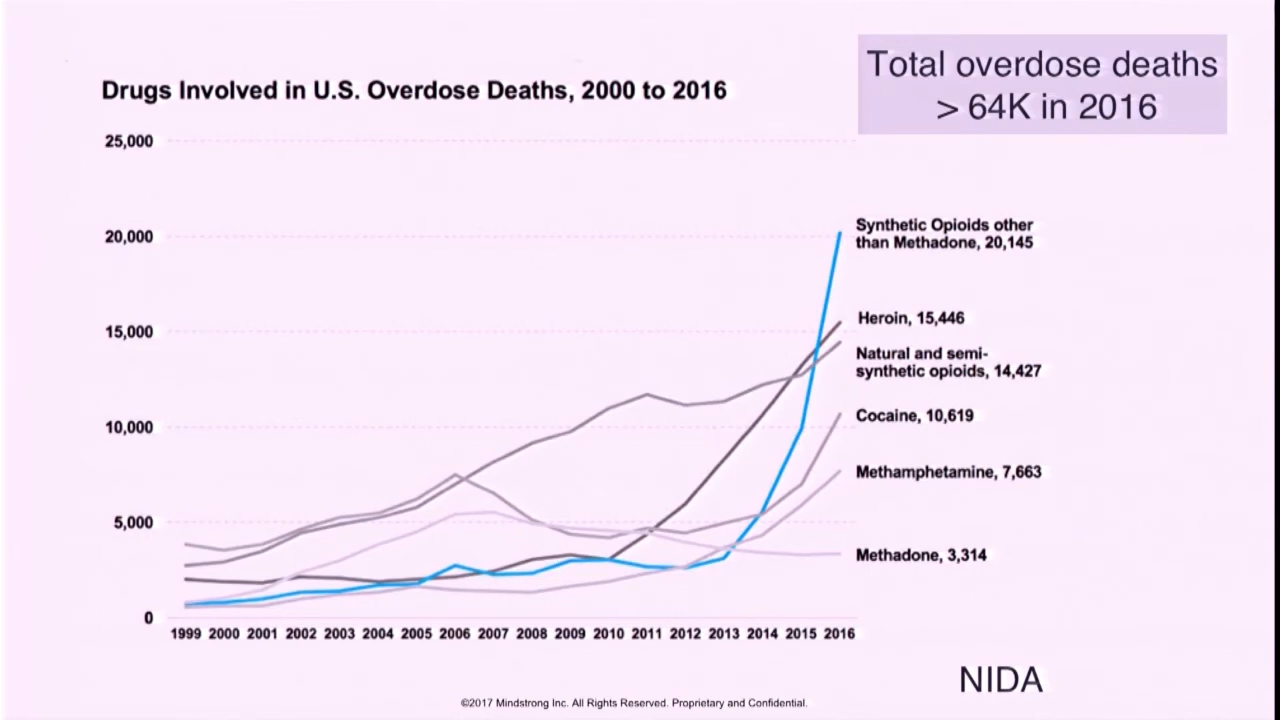 Total overdose deaths
> 64K in 2016
Drugs Involved in U.S. Overdose Deaths, 2000 to 2016
25,000
20,000
15,000
10,000
5,000
0
Synthetic Opioids other
than Methadone, 20,145
Heroin, 15,446
Natural and semi-
synthetic opioids, 14,427
Cocaine, 10,619
Methamphetamine, 7,663
Methadone, 3,314
1999 2000 2001 2002 2003 2004 2005 2006 2007 2008 2009 2010 2011 2012 2013 2014 2015 2016
NIDA
©2017 Mindstrong Inc. All Rights Reserved. Proprietary and Confidential.